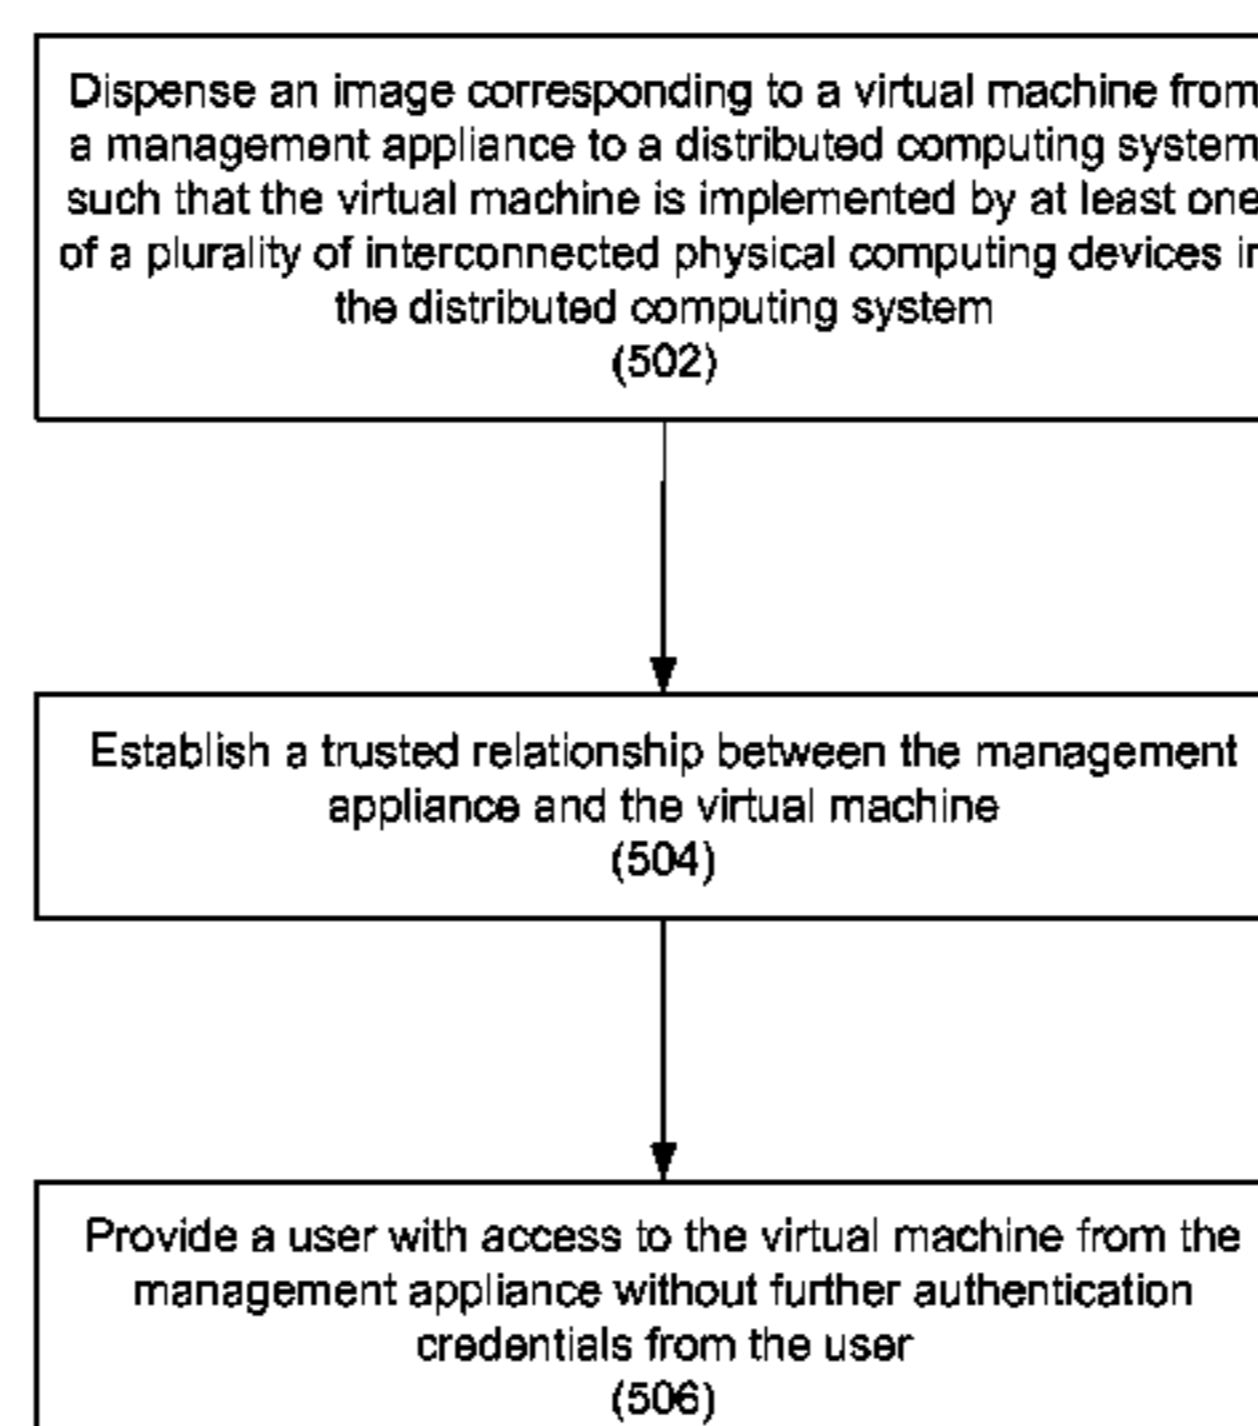 Dispense an image corresponding to a virtual machine from
a management appliance to a distributed computing system
such that the virtual machine is implemented by at least one
of a plurality of interconnected physical computing devices in
the distributed computing system
(502)
Establish a trusted relationship between the management
appliance and the virtual machine
(504)
Provide a user with access to the virtual machine from the
management appliance without further authentication
credentials from the user
(506)